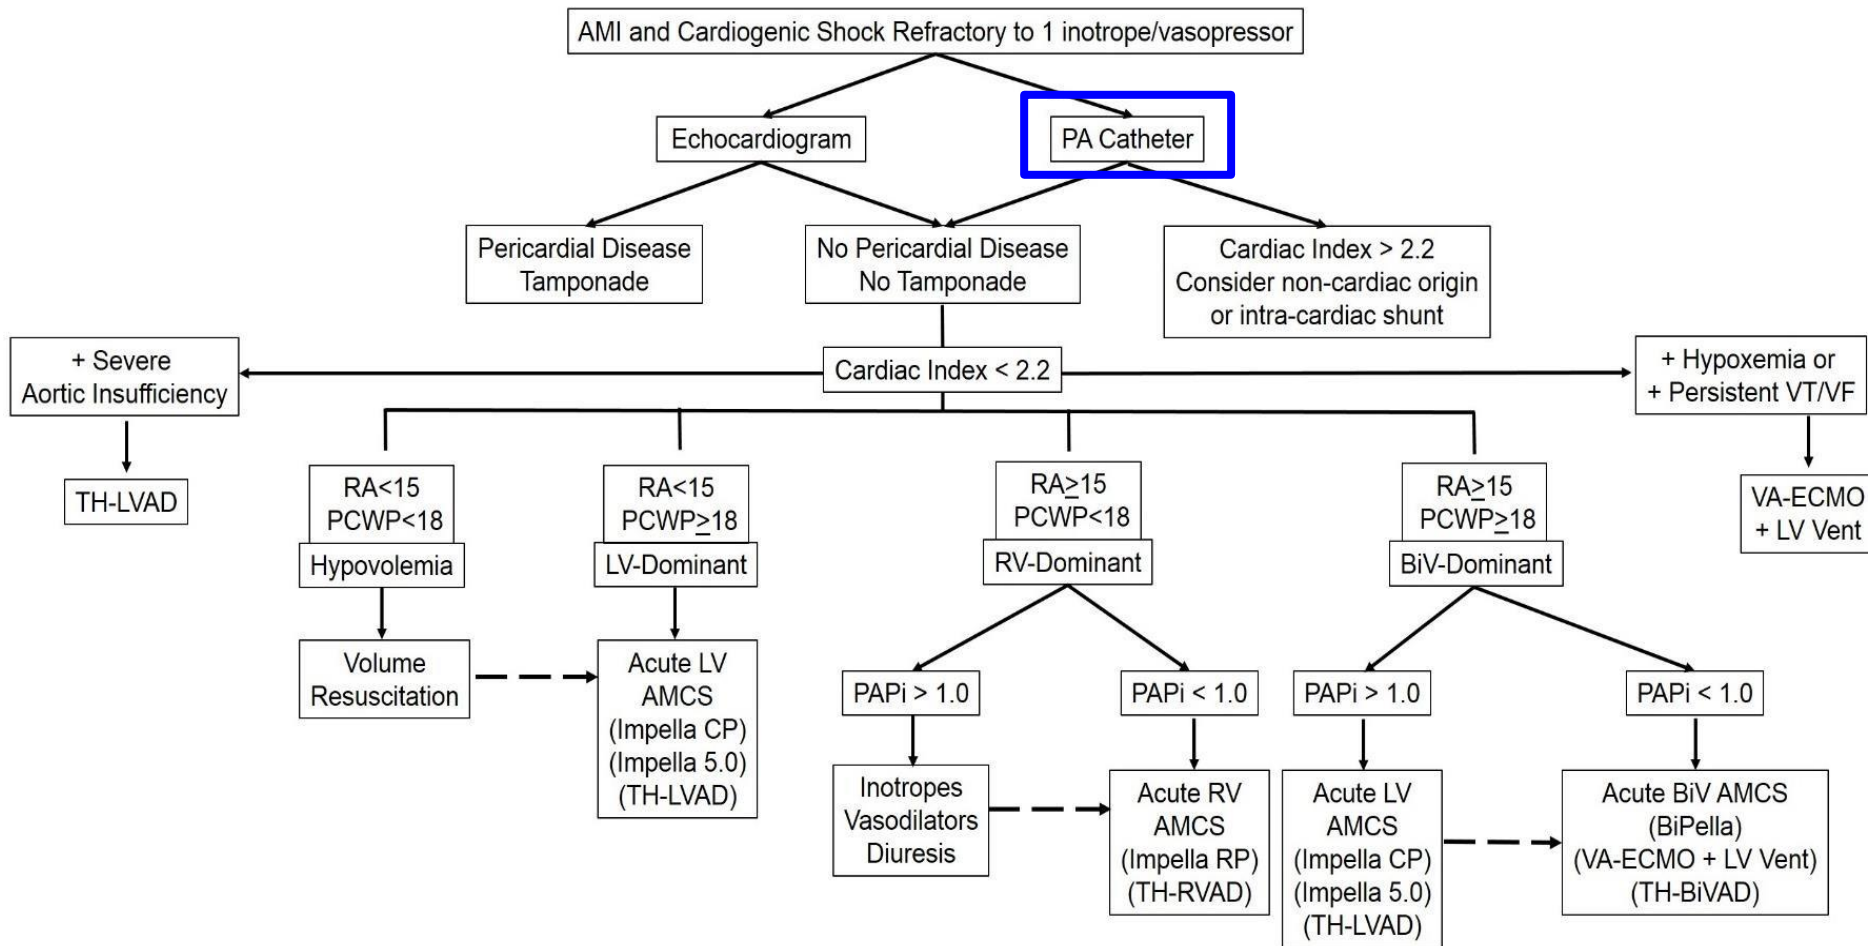 AMI and Cardiogenic Shock Refractory to 1 inotrope/vasopressor
Echocardiogram
PA Catheter
Pericardial Disease
Tamponade
No Pericardial Disease
No Tamponade
Cardiac Index > 2.2
Consider non-cardiac origin
or intra-cardiac shunt
+ Severe
Aortic Insufficiency
Cardiac Index < 2.2
+ Hypoxemia or
+ Persistent VT/VF
TH-LVAD
RA<15
PCWP<18
Hypovolemia
RA<15
PCWP≥18
LV-Dominant
RA≥15
PCWP<18
RV-Dominant
RA≥15
PCWP≥18
BiV-Dominant
VA-ECMO
+ LV Vent
Volume
Resuscitation
Acute LV
AMCS
(Impella CP)
(Impella 5.0)
(TH-LVAD)
PAPi > 1.0
PAPi < 1.0
PAPi > 1.0
PAPi < 1.0
Inotropes
Vasodilators
Diuresis
Acute RV
AMCS
(Impella RP)
(TH-RVAD)
Acute LV
AMCS
(Impella CP)
(Impella 5.0)
(TH-LVAD)
Acute BiV AMCS
(BiPella)
(VA-ECMO + LV Vent)
(TH-BiVAD)